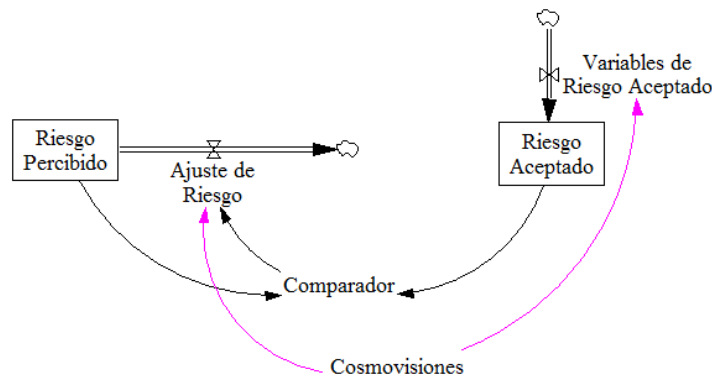 Variables de
Riesgo Aceptado
Riesgo
Percibido
Riesgo
Aceptado
Ajuste de
Riesgo
Comparador
Cosmovisiones